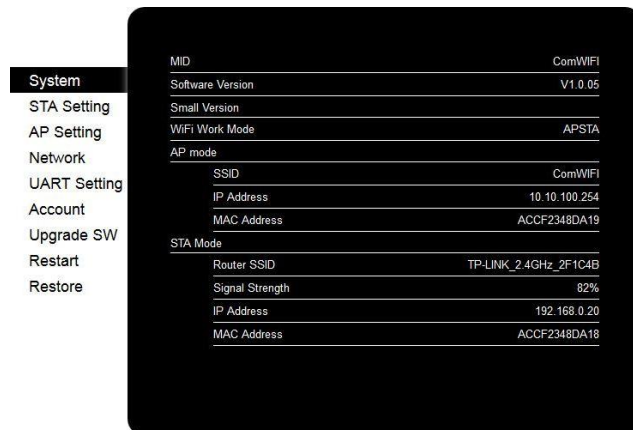 System
STA Setting
AP Setting
Network
UART Setting
Account
Upgrade SW
Restart
Restore
MID ComWIFI
Software Version V1.0.05
Small Version
WiFi Work Mode APSTA
AP mode
SSID ComWIFI
IP Address 10.10.100.254
MAC Address ACCF2348DA19
STA Mode
Router SSID TP-LINK_2.4GHz_2F1C4B
Signal Strength 82%
IP Address 192.168.0.20
MAC Address ACCF2348DA18